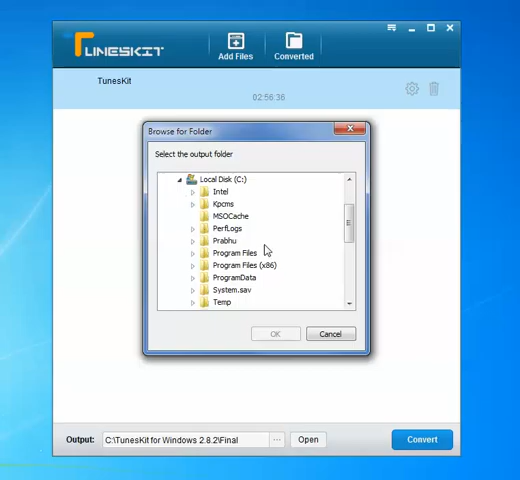 TUNESKIT
Add Files
Converted
TunesKit
02:56:36
Browse for Folder
Select the output folder
Local Disk (C:)
Intel
Kpcms
MSOCache
PerfLogs
Prabhu
Program Files
Program Files (x86)
ProgramData
System.sav
Temp
OK
Cancel
Output:
C:\TunesKit for Windows 2.8.2\Final
...
Open
Convert